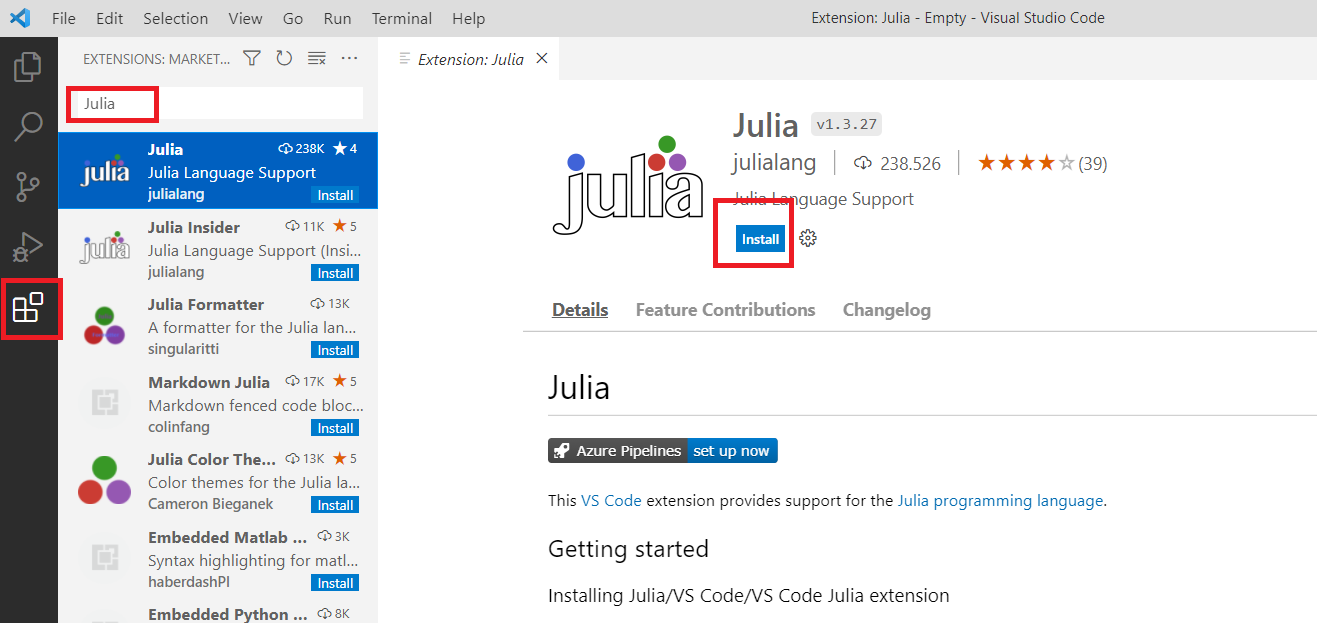 File Edit Selection View Go Run Terminal Help
Extension: Julia - Empty - Visual Studio Code
EXTENSIONS: MARKET...
Julia
Julia 238K 4
Julia Language Support
julialang Install
Julia Insider 11K 5
Julia Language Support (Insi...
julialang Install
Julia Formatter 13K
A formatter for the Julia lan...
singularitti Install
Markdown Julia 17K 5
Markdown fenced code bloc...
colinfang Install
Julia Color The... 13K 5
Color themes for the Julia la...
Cameron Bieganek Install
Embedded Matlab ... 3K
Syntax highlighting for matl...
haberdashPI Install
Embedded Python ... 8K
Extension: Julia
julia
Julia v1.3.27
julialang 238.526 (39)
Julia Language Support
Install
Details Feature Contributions Changelog
Julia
Azure Pipelines set up now
This VS Code extension provides support for the Julia programming language.
Getting started
Installing Julia/VS Code/VS Code Julia extension